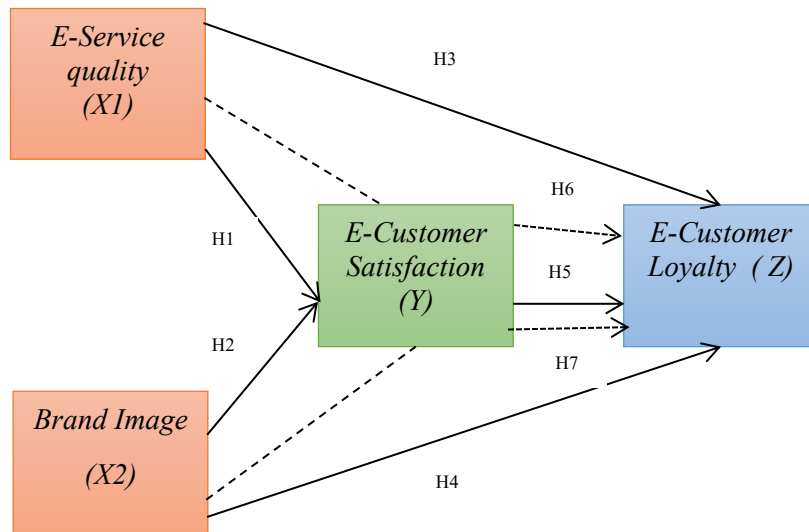 E-Service
quality
(X1)
H3
H6
H1
E-Customer
Satisfaction
(Y)
E-Customer
Loyalty ( Z)
H5
H2
H7
Brand Image
(X2)
H4